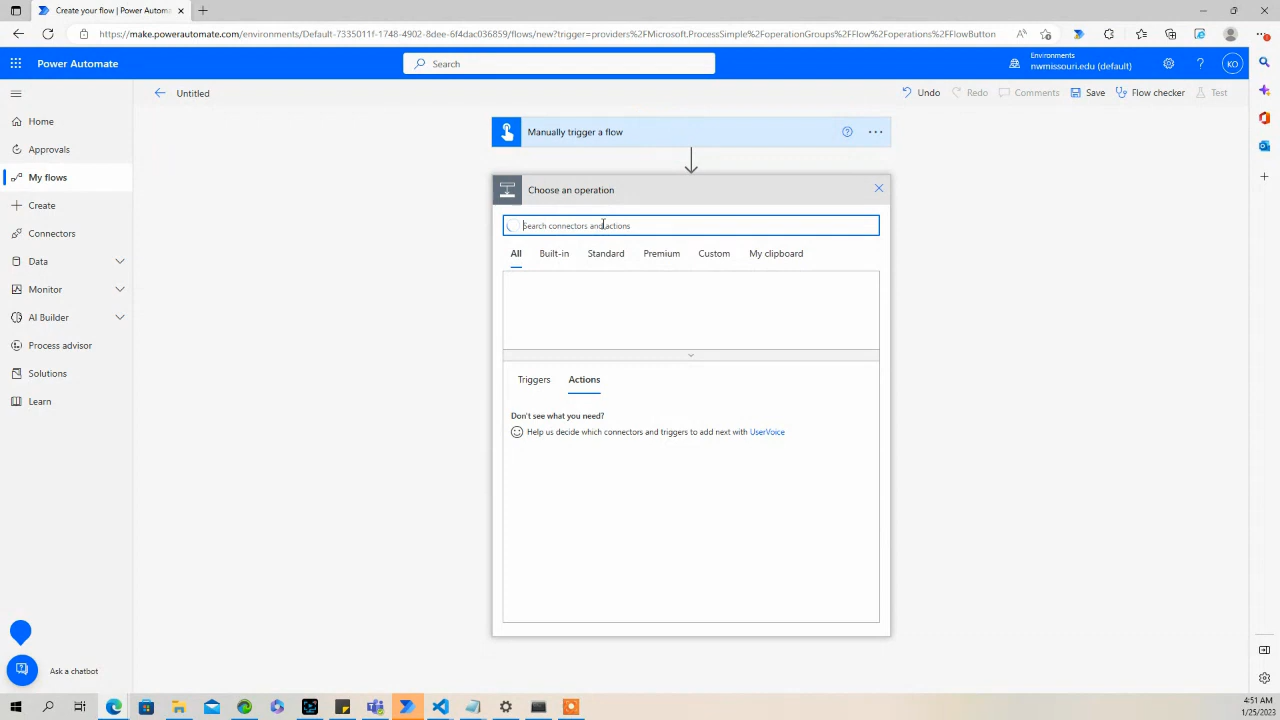 Create your flow | Power Automa
https://make.powerautomate.com/environments/Default-7335011f-1748-4902-8dee-6f4dac036859/flows/new?trigger=providers%2FMicrosoft.ProcessSimple%2FoperationGroups%2FFlow%2Foperations%2FFlowButton
Power Automate
Search
Environments
nwmissouri.edu (default)
KO
Untitled
Undo
Redo
Comments
Save
Flow checker
Test
Home
Approvals
My flows
Create
Connectors
Data
Monitor
AI Builder
Process advisor
Solutions
Learn
Ask a chatbot
Manually trigger a flow
Choose an operation
Search connectors and actions
All
Built-in
Standard
Premium
Custom
My clipboard
Triggers
Actions
Don't see what you need?
Help us decide which connectors and triggers to add next with UserVoice
4:51 AM
1/25/2023